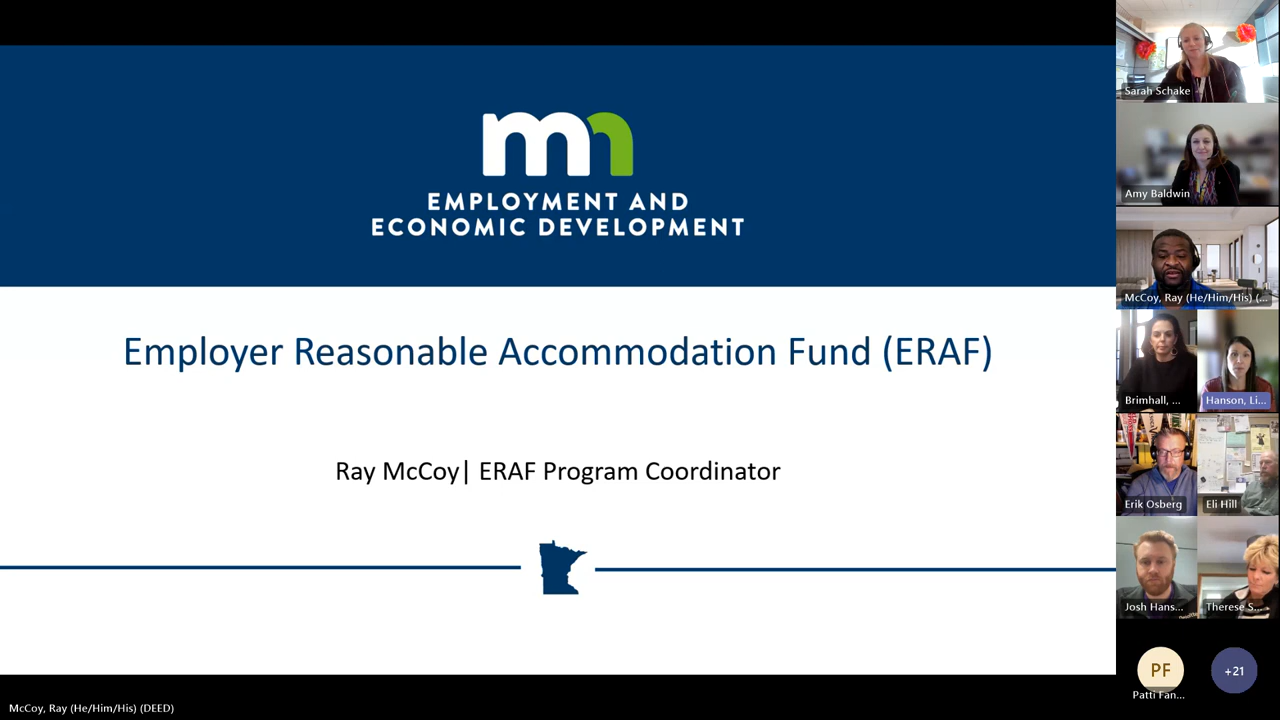 mn
EMPLOYMENT AND
ECONOMIC DEVELOPMENT
Employer Reasonable Accommodation Fund (ERAF)
Ray McCoy| ERAF Program Coordinator
McCoy, Ray (He/Him/His) (DEED)
Sarah Schake
Amy Baldwin
McCoy, Ray (He/Him/His) (...
Brimhall, ...
Hanson, Li...
Erik Osberg
Eli Hill
Josh Hans...
Therese S...
PF
Patti Fan...
+21